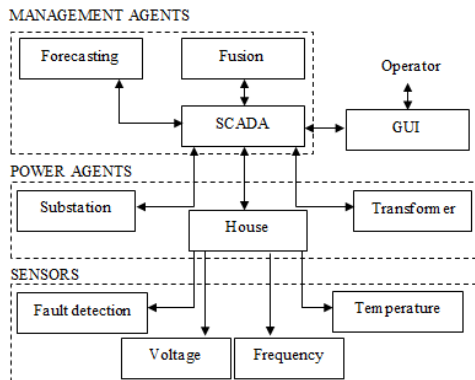 MANAGEMENT AGENTS
Forecasting
Fusion
Operator
SCADA
GUI
POWER AGENTS
Substation
Transformer
House
SENSORS
Fault detection
Temperature
Voltage
Frequency